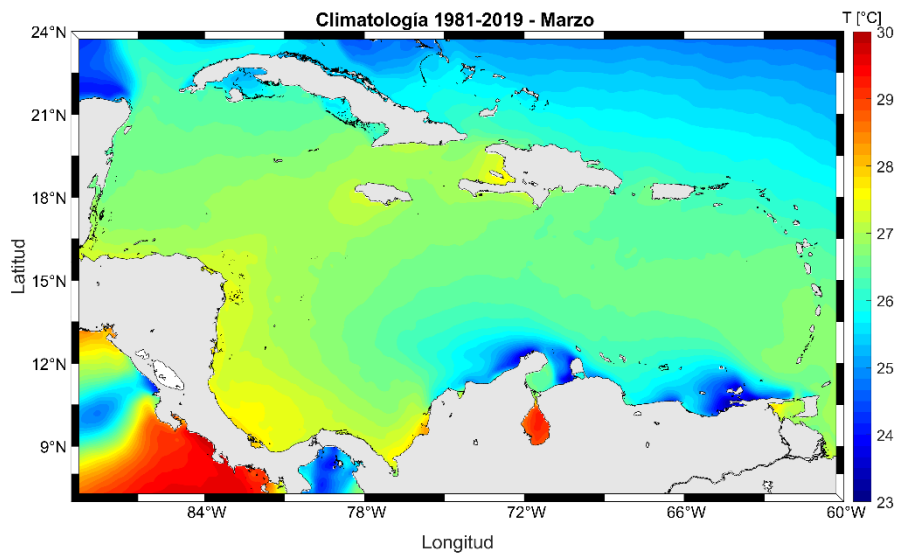 Climatología 1981-2019 - Marzo
T [°C]
24°N
21°N
18°N
15°N
12°N
9°N
Latitud
84°W
78°W
72°W
66°W
60°W
Longitud
30
29
28
27
26
25
24
23